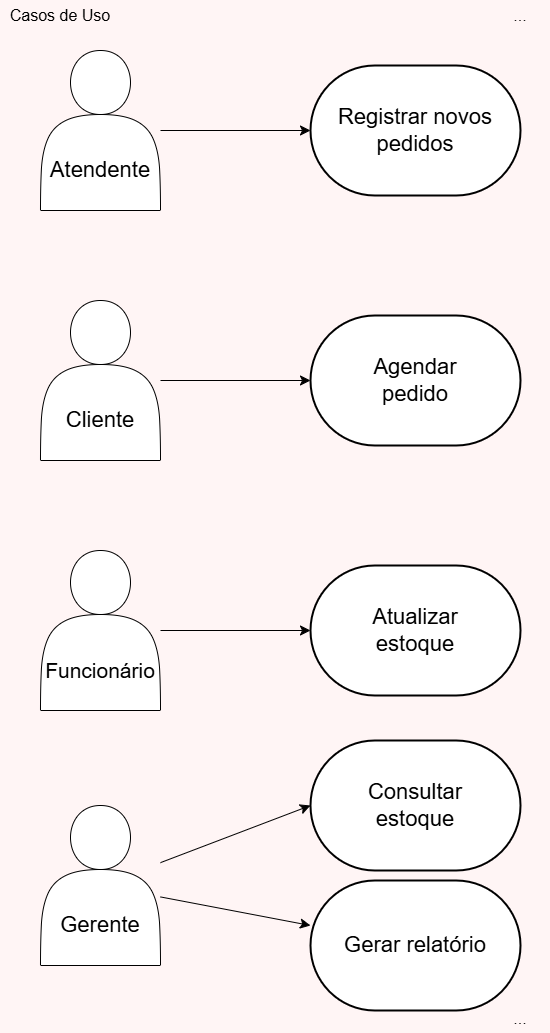 Casos de Uso
...
Atendente
Registrar novos
pedidos
Cliente
Agendar
pedido
Funcionário
Atualizar
estoque
Gerente
Consultar
estoque
Gerar relatório
...